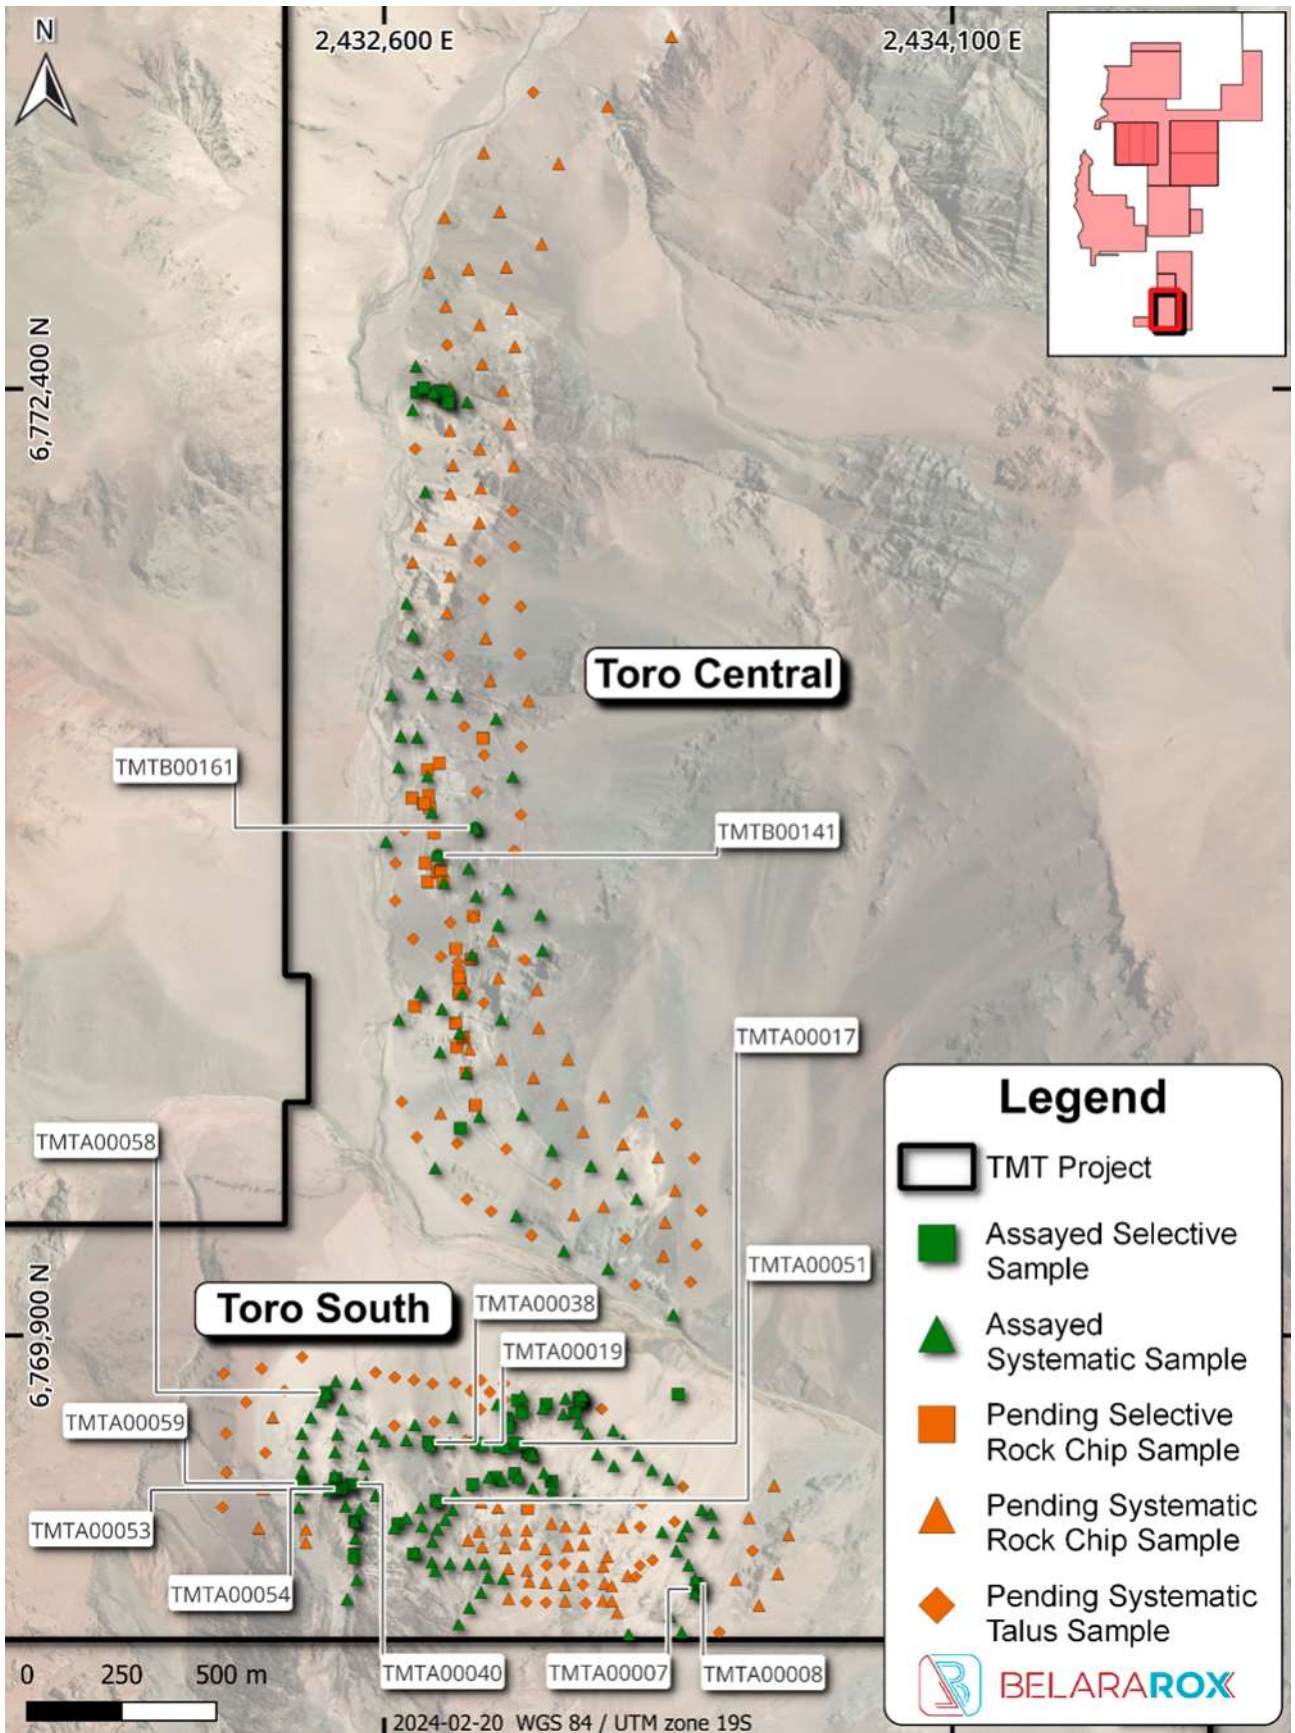 N
2,432,600 E
2,434,100 E
6,772,400 N
Toro Central
TMTB00161
TMTB00141
TMTA00017
TMTA00058
TMTA00051
6,769,900 N
Toro South
TMTA00038
TMTA00019
TMTA00059
TMTA00053
TMTA00054
TMTA00040
TMTA00007
TMTA00008
Legend
TMT Project
Assayed Selective
Sample
Assayed
Systematic Sample
Pending Selective
Rock Chip Sample
Pending Systematic
Rock Chip Sample
Pending Systematic
Talus Sample
BELARAROX
0 250 500 m
2024-02-20 WGS 84 / UTM zone 19S